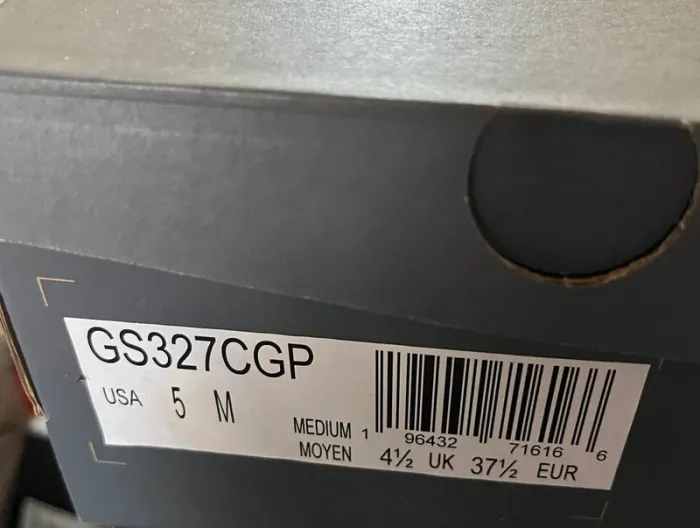 GS327CGP
USA 5 M
MEDIUM 1 96432 71616 6
MOYEN 4½ UK 37½ EUR